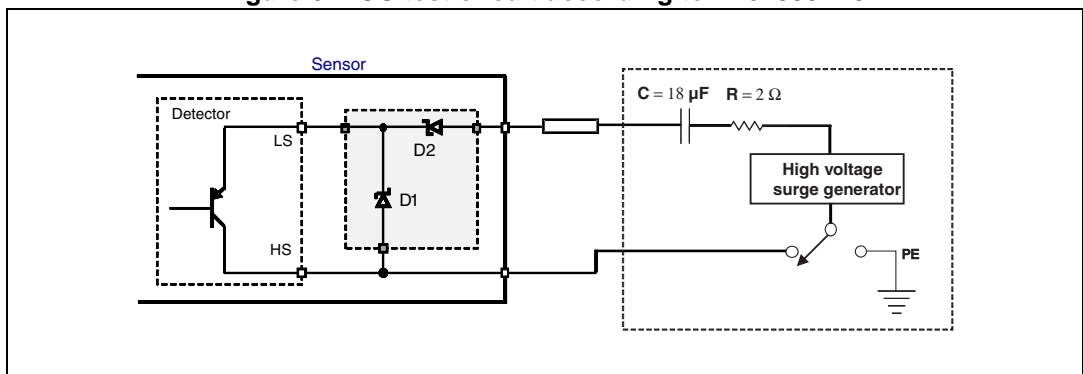 Sensor
Detector
LS
D2
D1
HS
C = 18 µF R = 2 Ω
High voltage
surge generator
PE